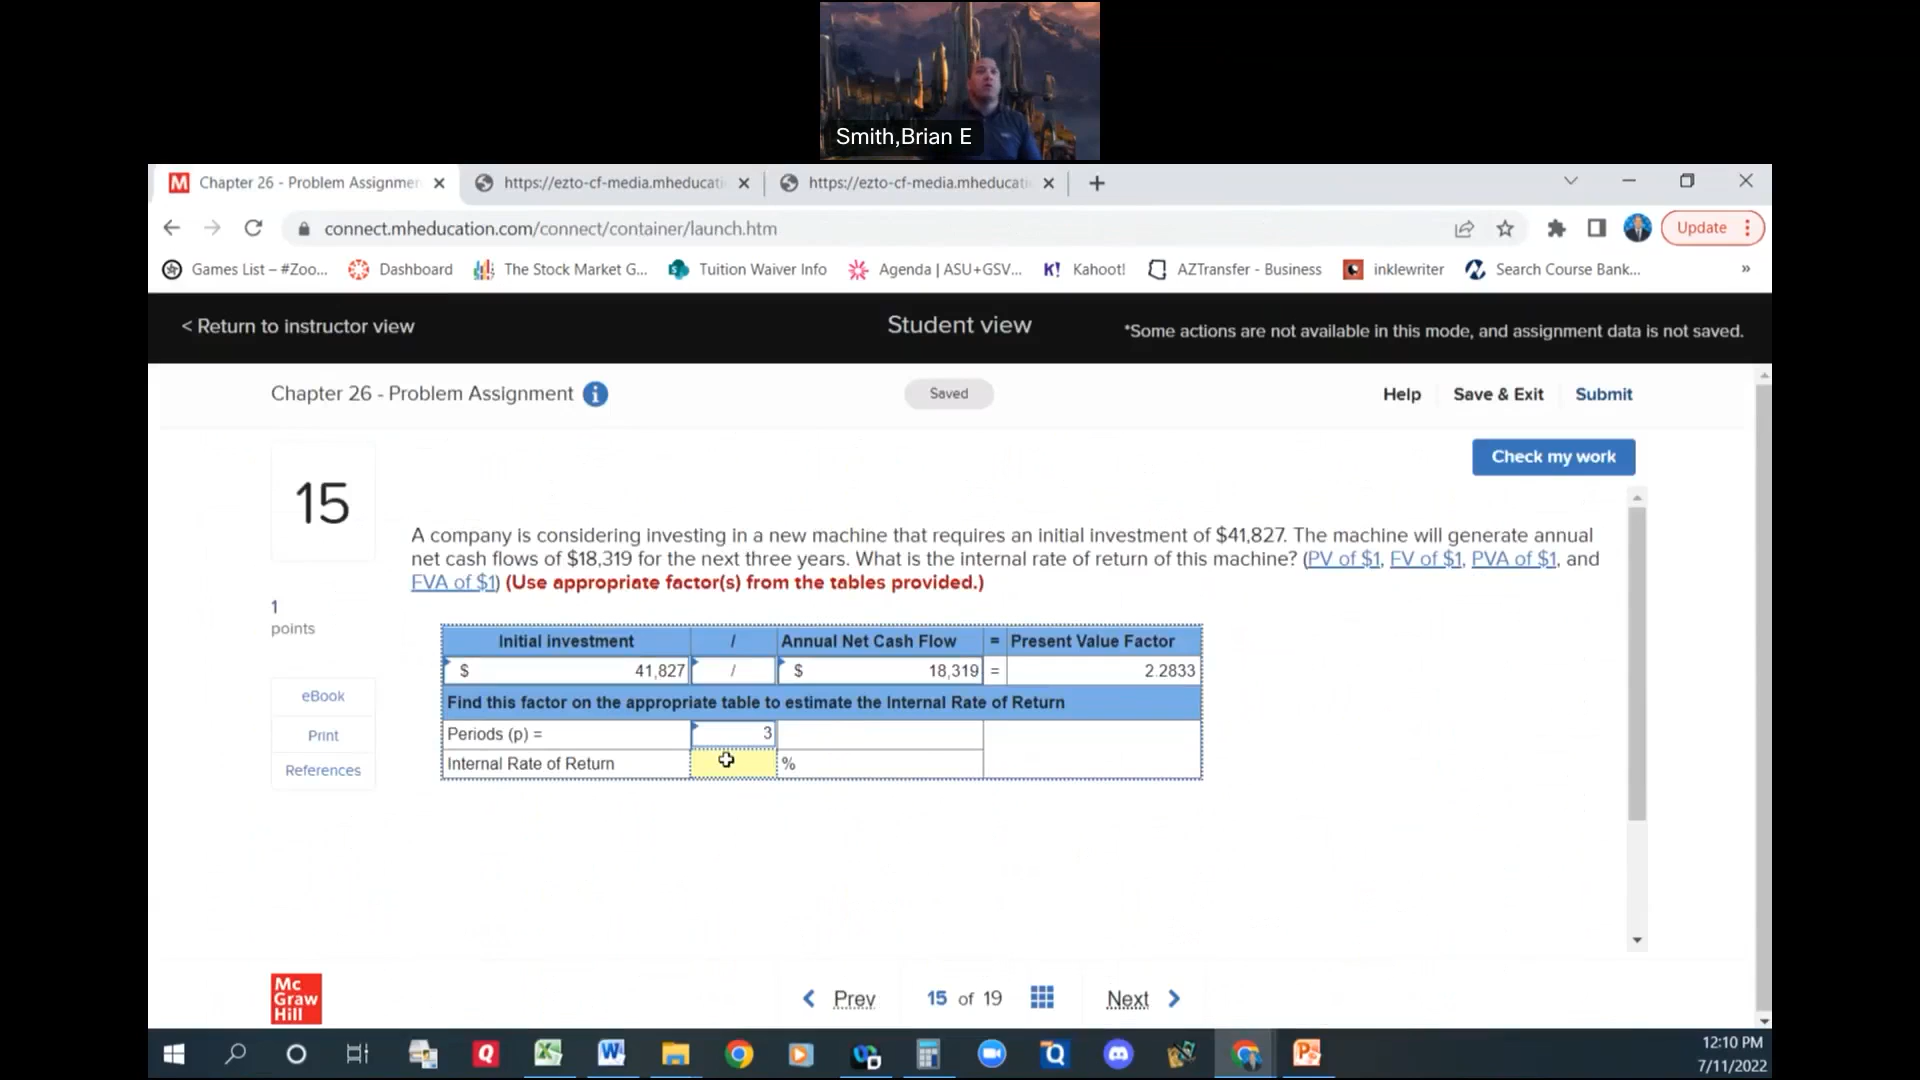 Smith,Brian E
Chapter 26 - Problem Assignmen
https://ezto-cf-media.mheducati
https://ezto-cf-media.mheducati
connect.mheducation.com/connect/container/launch.htm
Update
Games List – #Zoo...
Dashboard
The Stock Market G...
Tuition Waiver Info
Agenda | ASU+GSV...
K! Kahoot!
AZTransfer - Business
inklewriter
Search Course Bank...
»
< Return to instructor view
Student view
*Some actions are not available in this mode, and assignment data is not saved.
Chapter 26 - Problem Assignment
Saved
Help
Save & Exit
Submit
Check my work
15
A company is considering investing in a new machine that requires an initial investment of $41,827. The machine will generate annual
net cash flows of $18,319 for the next three years. What is the internal rate of return of this machine? (PV of $1, FV of $1, PVA of $1, and
FVA of $1) (Use appropriate factor(s) from the tables provided.)
1
points
eBook
Print
References
Initial investment / Annual Net Cash Flow = Present Value Factor
$ 41,827 / $ 18,319 = 2.2833
Find this factor on the appropriate table to estimate the Internal Rate of Return
Periods (p) = 3
Internal Rate of Return %
Mc
Graw
Hill
Prev
15 of 19
Next
12:10 PM
7/11/2022